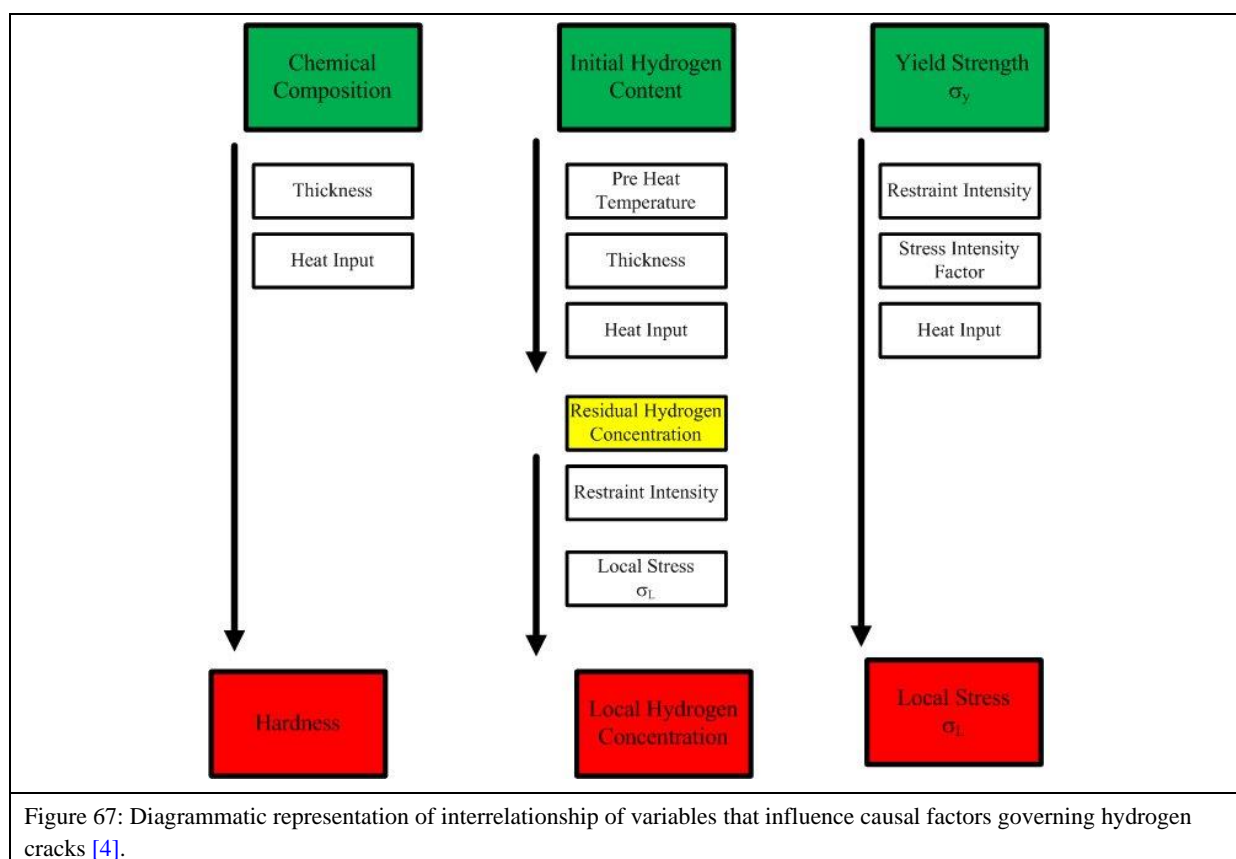 Chemical
Composition
Thickness
Heat Input
Hardness
Initial Hydrogen
Content
Pre Heat
Temperature
Thickness
Heat Input
Residual Hydrogen
Concentration
Restraint Intensity
Local Stress
σL
Local Hydrogen
Concentration
Yield Strength
σy
Restraint Intensity
Stress Intensity
Factor
Heat Input
Local Stress
σL
Figure 67: Diagrammatic representation of interrelationship of variables that influence causal factors governing hydrogen
cracks [4].